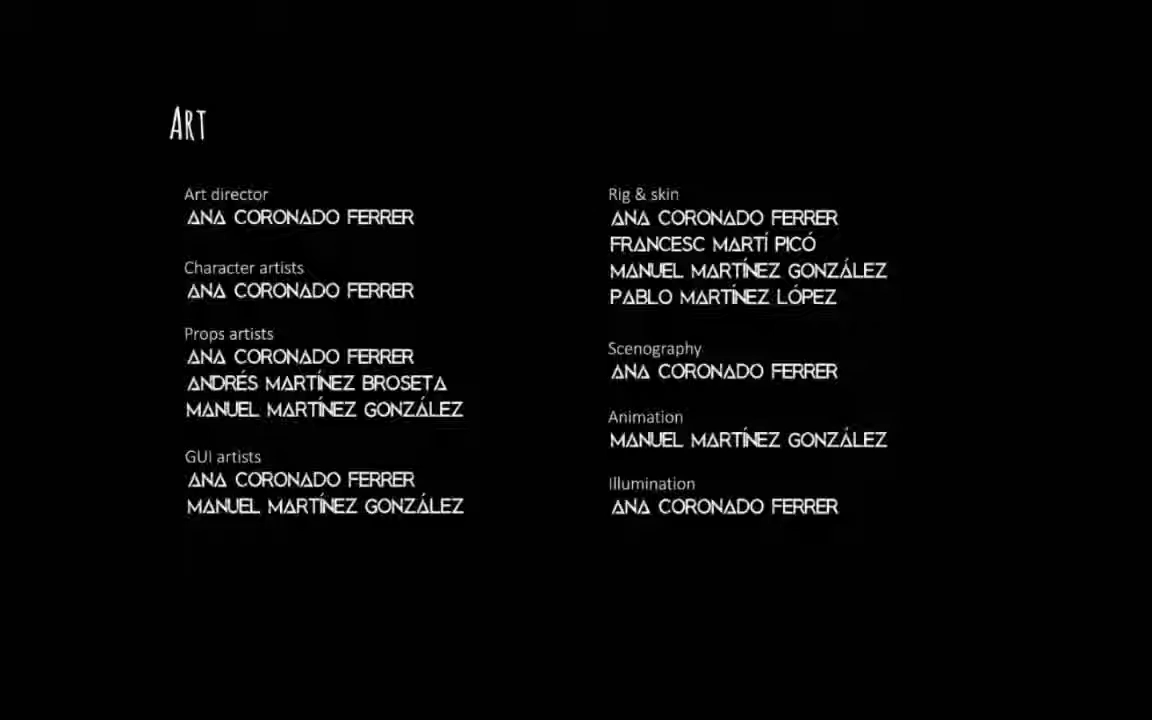 Art
Art director
ANA CORONADO FERRER
Character artists
ANA CORONADO FERRER
Props artists
ANA CORONADO FERRER
ANDRÉS MARTÍNEZ BROSETA
MANUEL MARTÍNEZ GONZÁLEZ
GUI artists
ANA CORONADO FERRER
MANUEL MARTÍNEZ GONZÁLEZ
Rig & skin
ANA CORONADO FERRER
FRANCESC MARTÍ PICÓ
MANUEL MARTÍNEZ GONZÁLEZ
PABLO MARTÍNEZ LÓPEZ
Scenography
ANA CORONADO FERRER
Animation
MANUEL MARTÍNEZ GONZÁLEZ
Illumination
ANA CORONADO FERRER